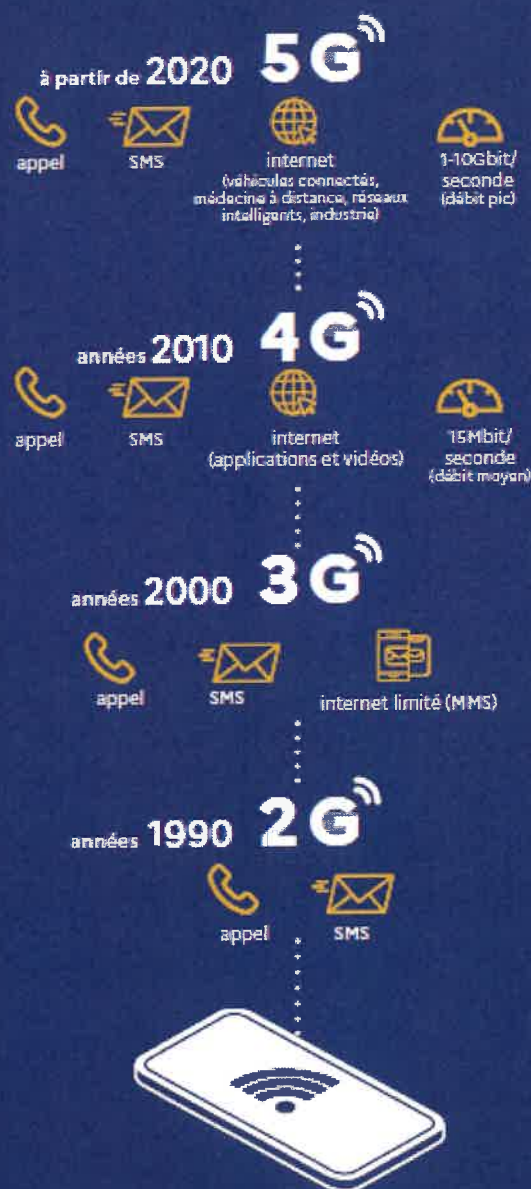 à partir de 2020 5G
appel
SMS
internet
(véhicules connectés,
médecine à distance, réseaux
intelligents, industrie)
1-10Gbit/
seconde
(débit pic)
années 2010 4G
appel
SMS
internet
(applications et vidéos)
15Mbit/
seconde
(débit moyen)
années 2000 3G
appel
SMS
internet limité (MMS)
années 1990 2G
appel
SMS